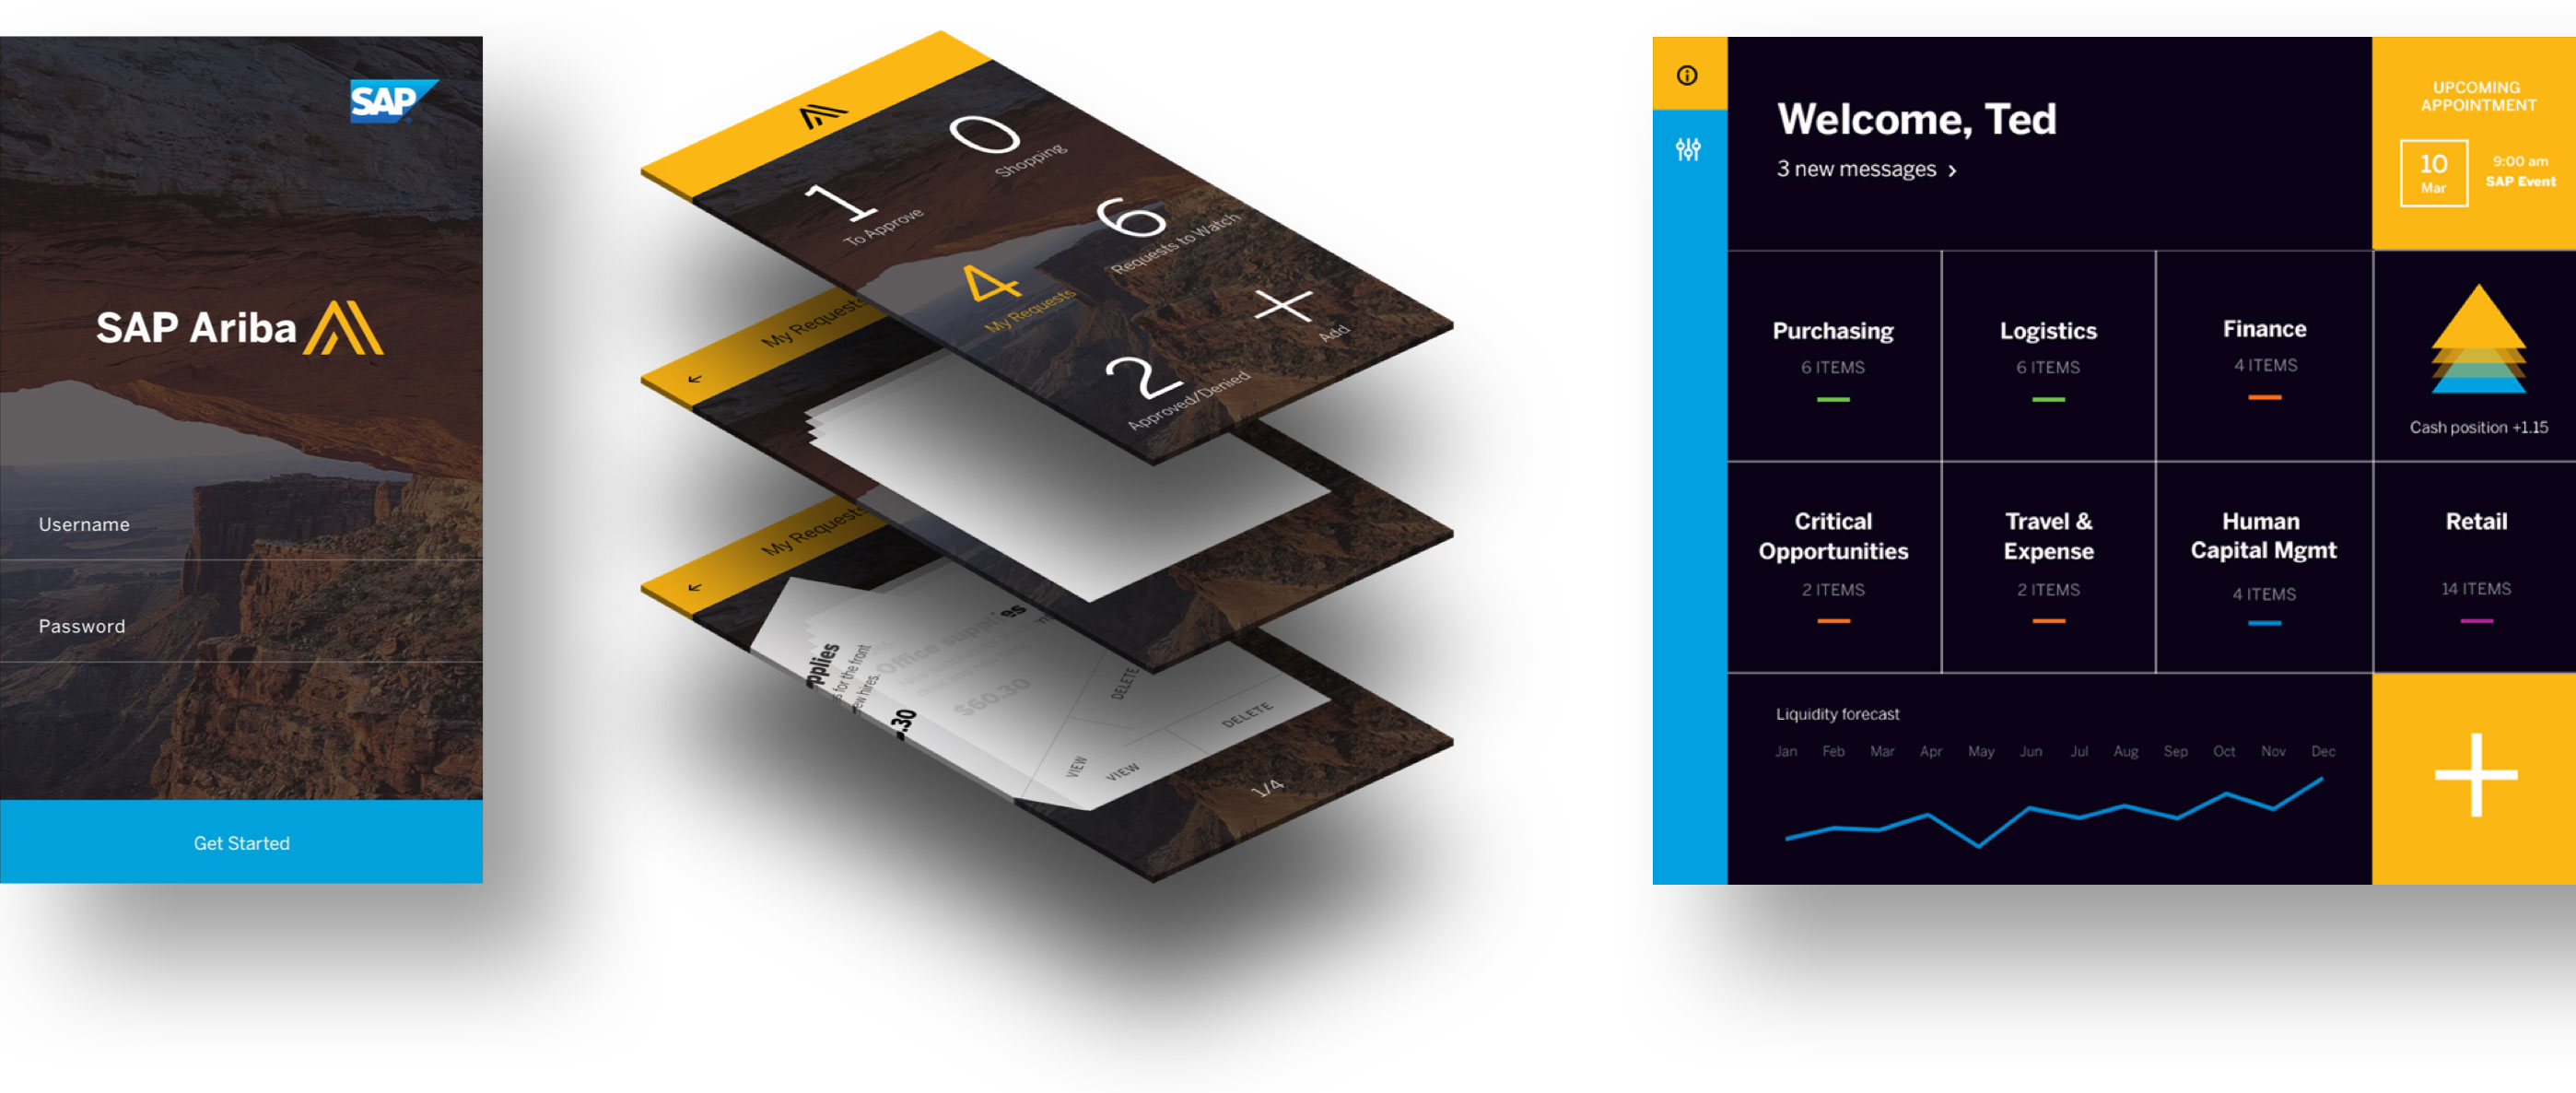 SAP
SAP Ariba
Username
Password
Get Started
0
Shopping
1
To Approve
6
Requests to Watch
4
My Requests
+
Add
2
Approved/Denied
My Requests
My Requests
pplies
s for the front
ew hires.
.30
Office supplies
$60.30
es
DELETE
DELETE
VIEW
VIEW
1/4
Welcome, Ted
3 new messages >
UPCOMING
APPOINTMENT
10
Mar
9:00 am
SAP Event
Purchasing
6 ITEMS
Logistics
6 ITEMS
Finance
4 ITEMS
Cash position +1.15
Critical
Opportunities
2 ITEMS
Travel &
Expense
2 ITEMS
Human
Capital Mgmt
4 ITEMS
Retail
14 ITEMS
Liquidity forecast
Jan Feb Mar Apr May Jun Jul Aug Sep Oct Nov Dec
+